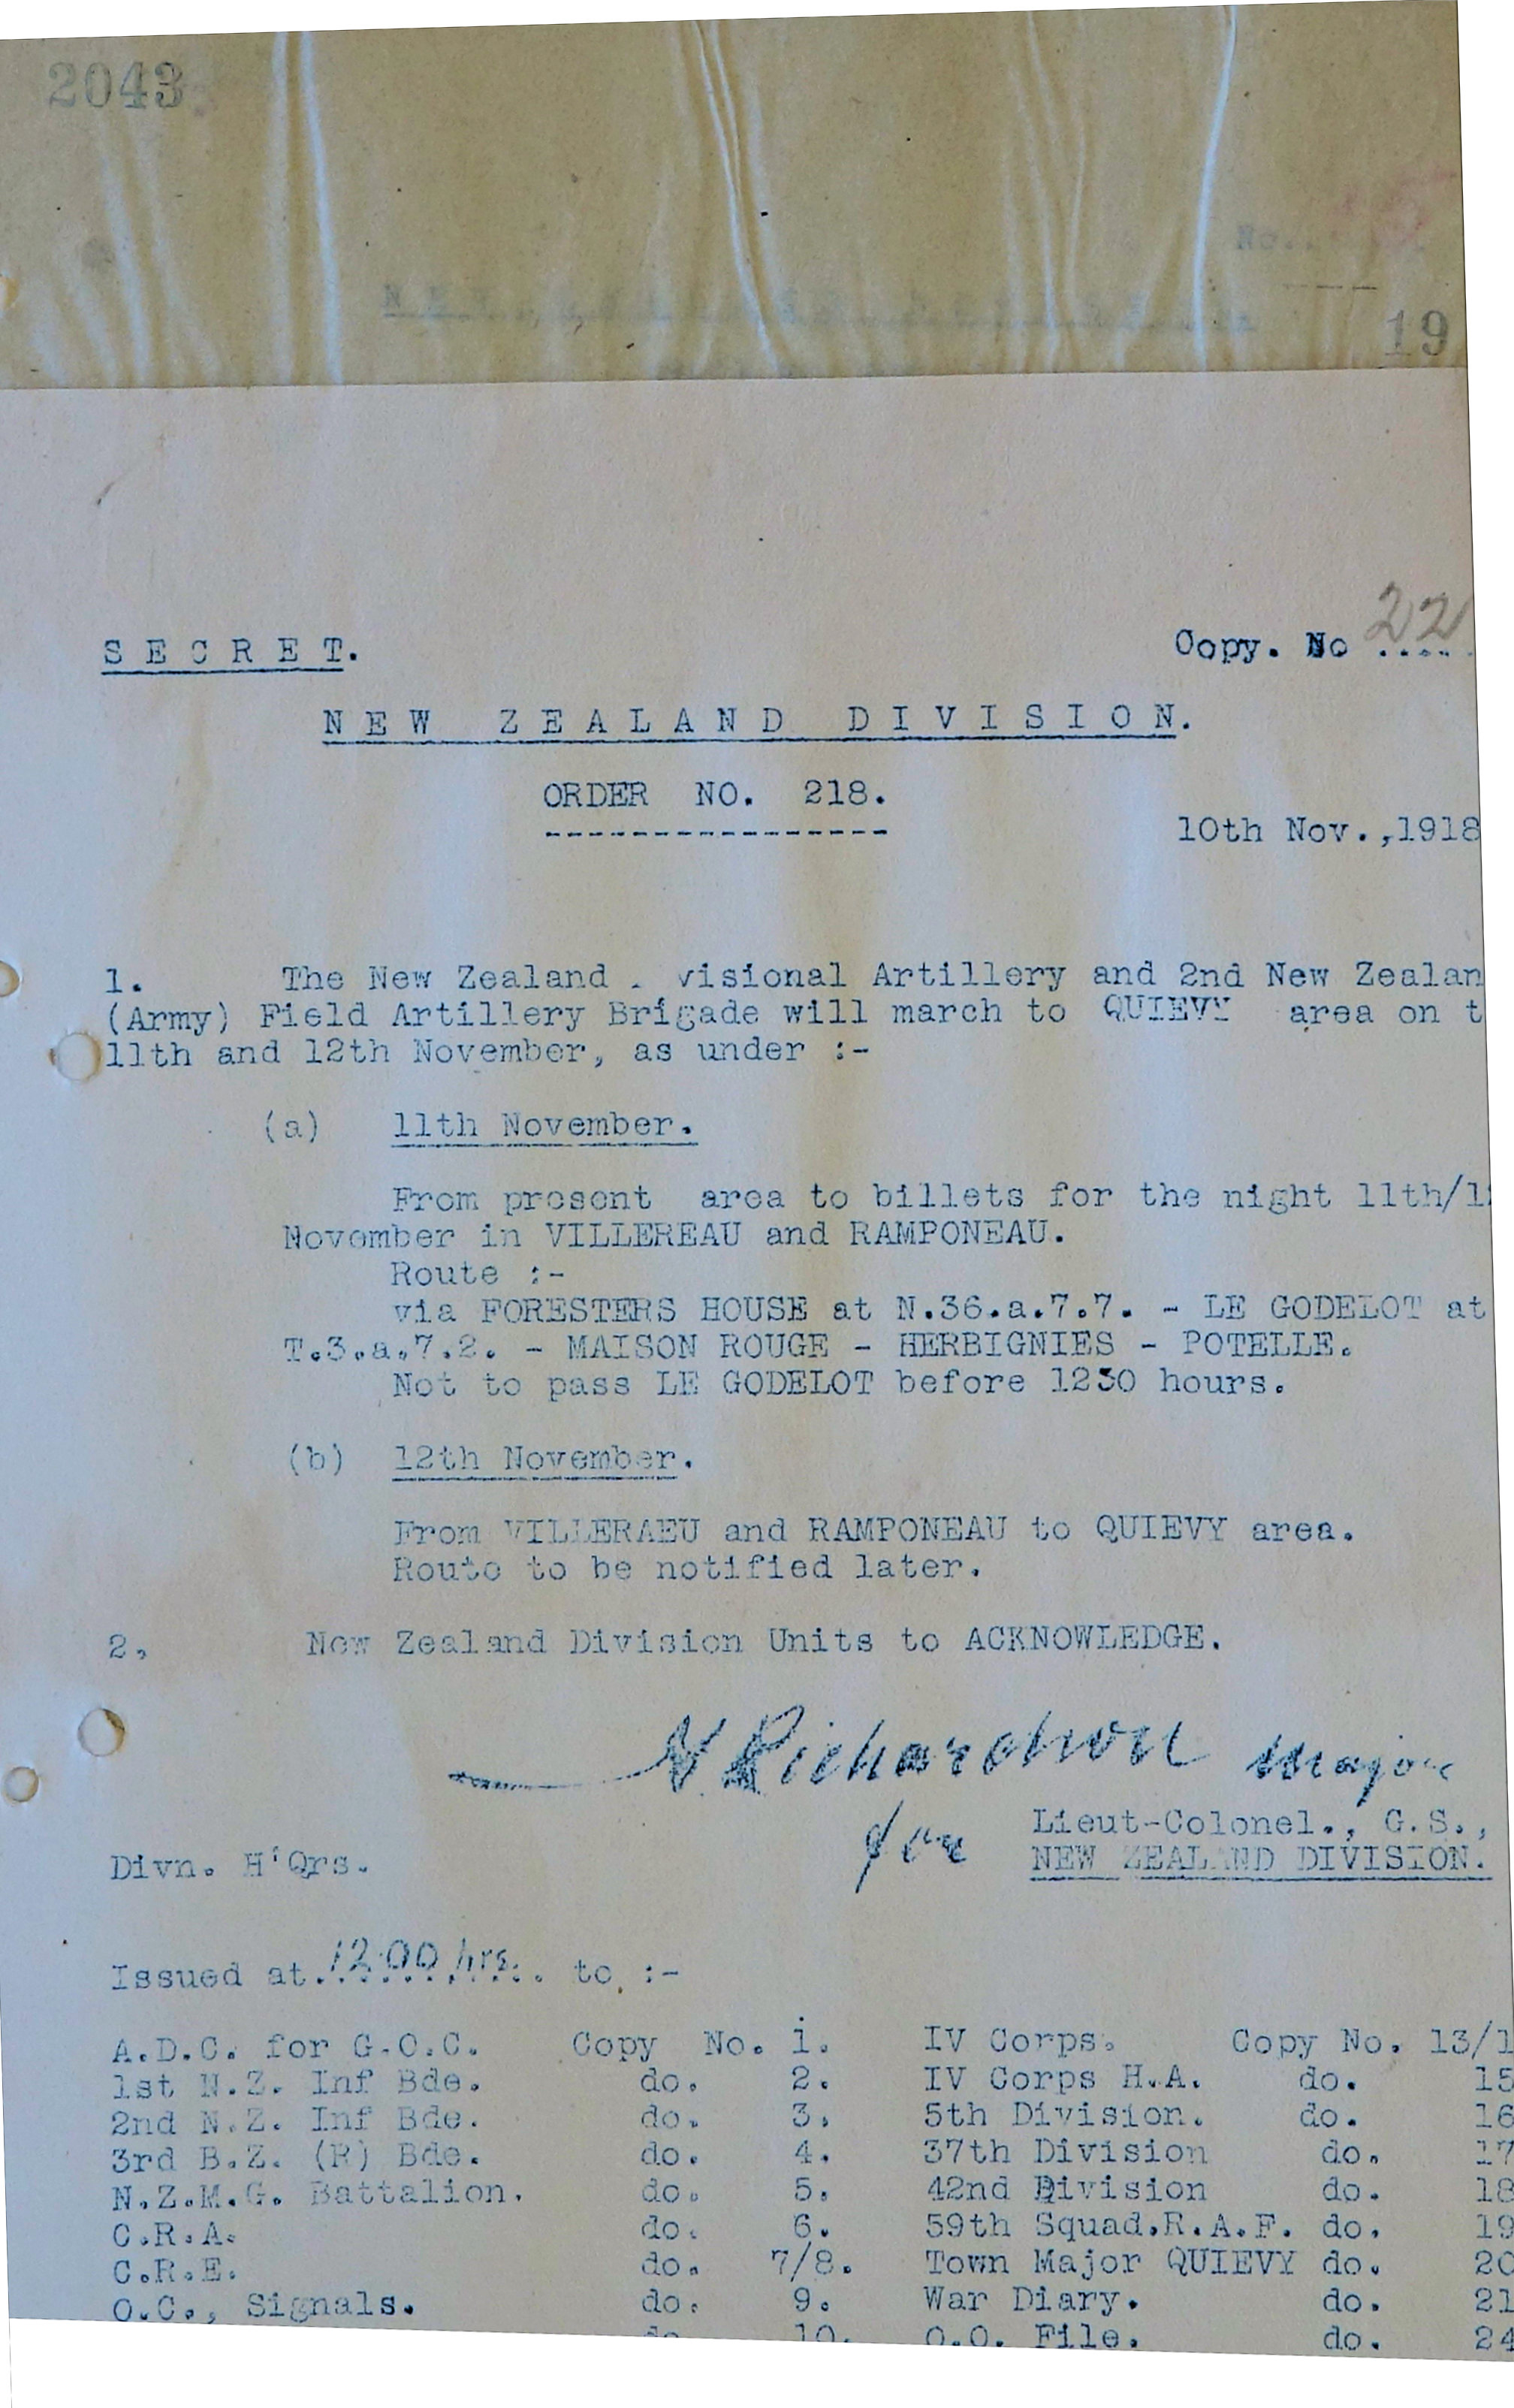 2043
No.
19
SECRET.
Copy. No 22
NEW ZEALAND DIVISION.
ORDER NO. 218.
10th Nov.,1918
1. The New Zealand . visional Artillery and 2nd New Zealan
(Army) Field Artillery Brigade will march to QUIEVY area on t
11th and 12th November, as under :-
(a) 11th November.
From present area to billets for the night 11th/1
November in VILLEREAU and RAMPONEAU.
Route :-
via FORESTERS HOUSE at N.36.a.7.7. - LE GODELOT at
T.3.a.7.2. - MAISON ROUGE - HERBIGNIES - POTELLE.
Not to pass LE GODELOT before 1230 hours.
(b) 12th November.
From VILLERAEU and RAMPONEAU to QUIEVY area.
Route to be notified later.
2. New Zealand Division Units to ACKNOWLEDGE.
Richardson Major
for Lieut-Colonel., G.S.,
Divn. H'Qrs. NEW ZEALAND DIVISION.
Issued at 1200 hrs. to :-
A.D.C. for G.O.C. Copy No. 1. IV Corps. Copy No. 13/1
1st N.Z. Inf Bde. do. 2. IV Corps H.A. do. 15
2nd N.Z. Inf Bde. do. 3. 5th Division. do. 16
3rd B.Z. (R) Bde. do. 4. 37th Division do. 17
N.Z.M.G. Battalion. do. 5. 42nd Division do. 18
C.R.A. do. 6. 59th Squad.R.A.F. do. 19
C.R.E. do. 7/8. Town Major QUIEVY do. 20
O.C., Signals. do. 9. War Diary. do. 21
do 10. O.O. File. do. 24